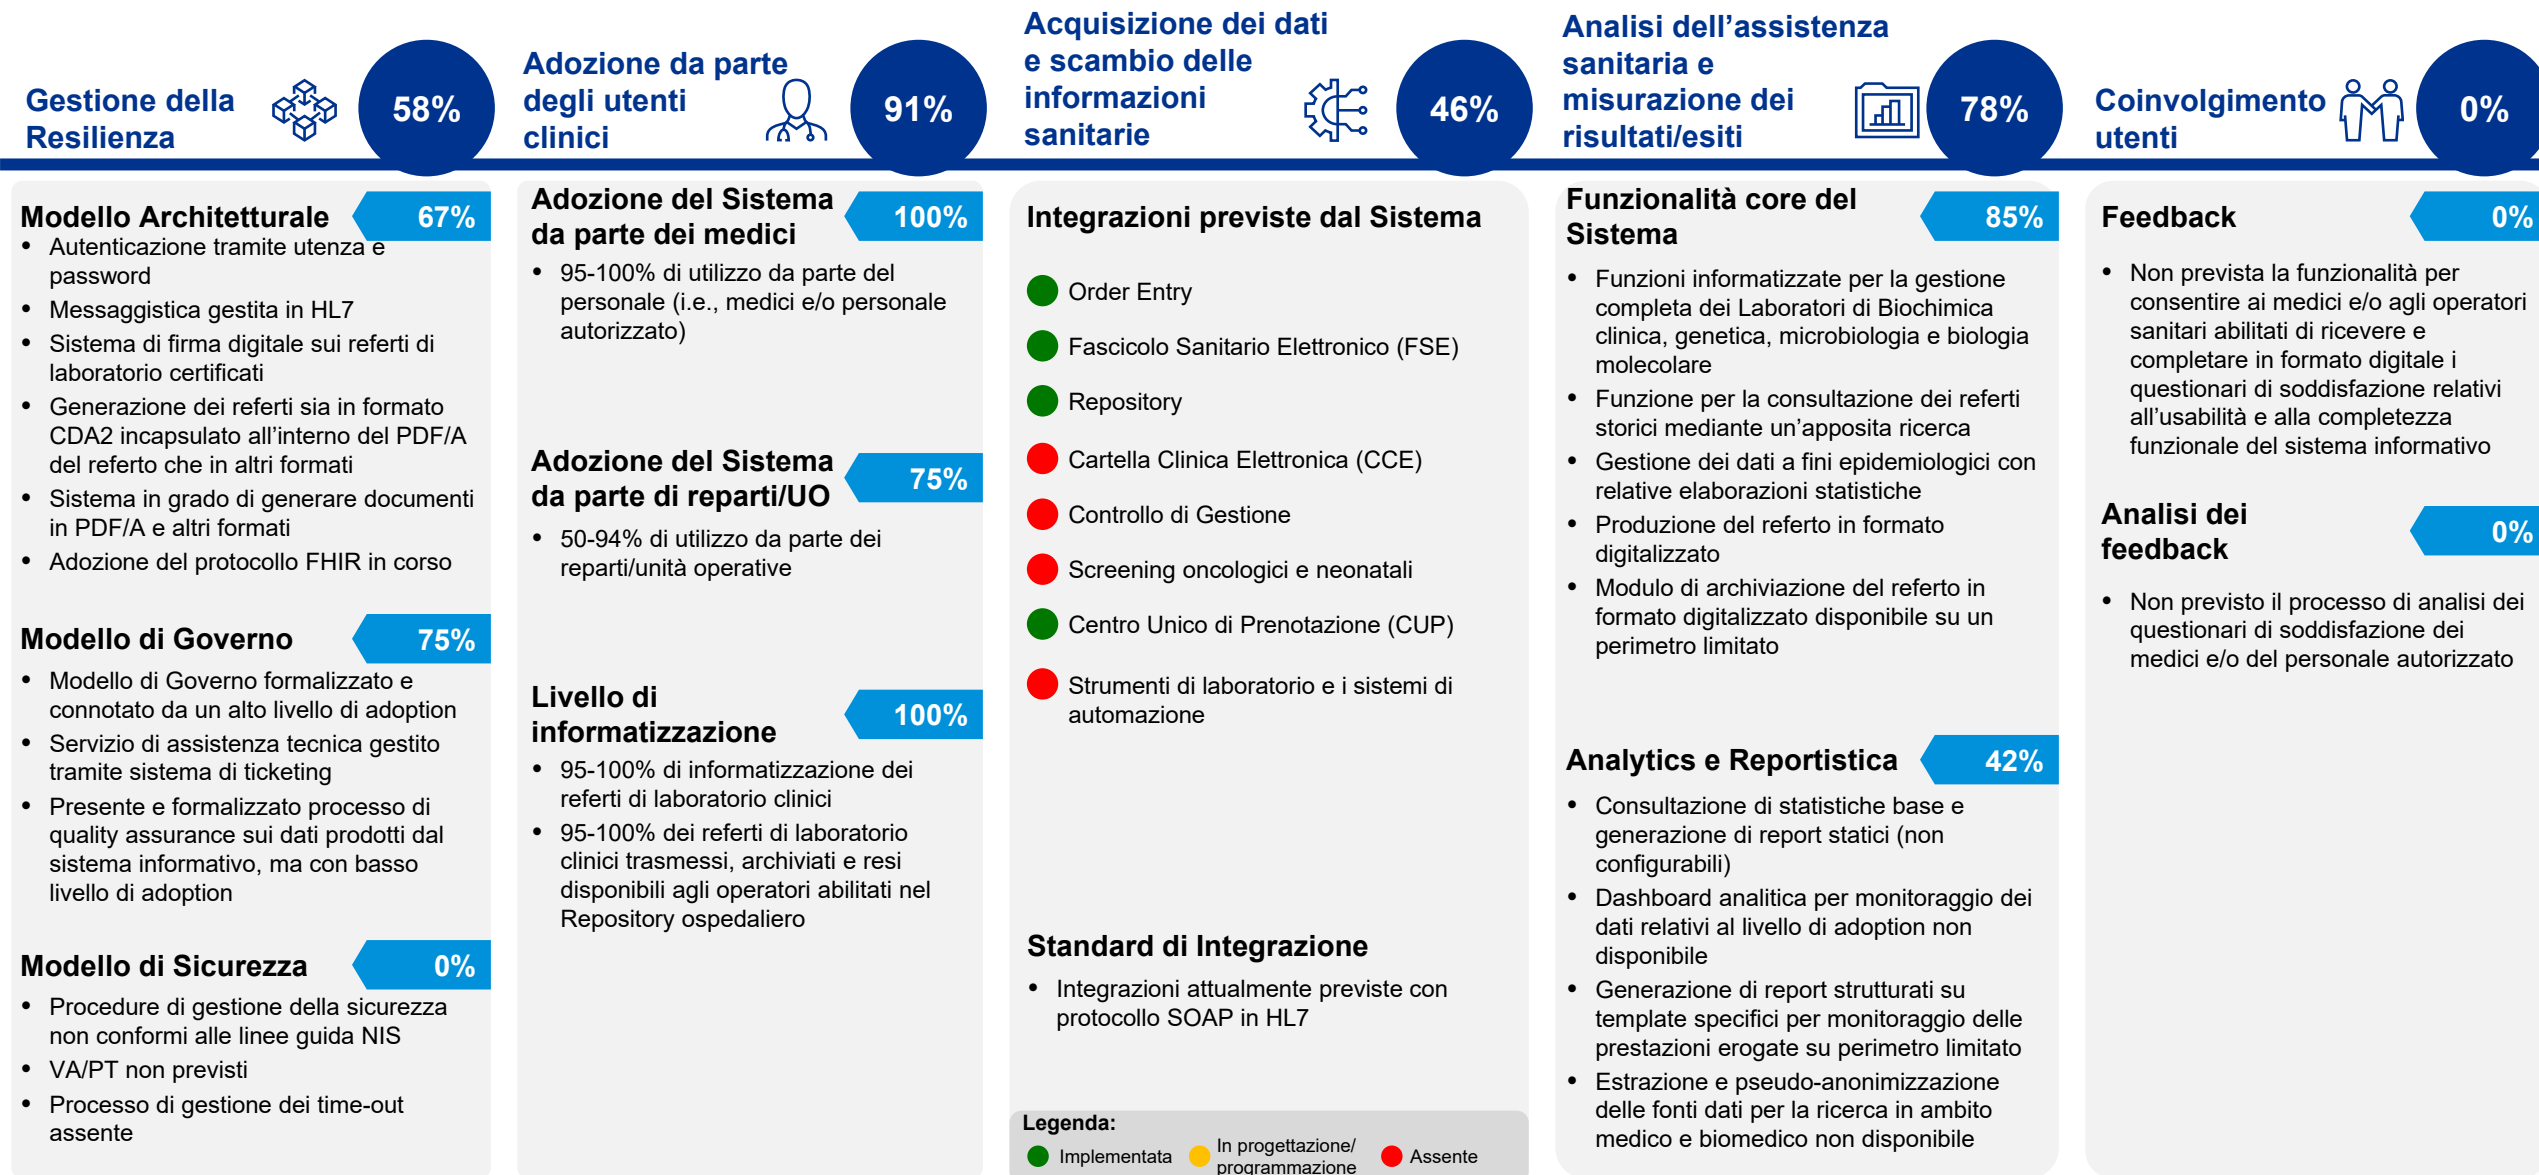 Gestione della
Resilienza
58%
Adozione da parte
degli utenti
clinici
91%
Acquisizione dei dati
e scambio delle
informazioni
sanitarie
46%
Analisi dell’assistenza
sanitaria e
misurazione dei
risultati/esiti
78%
Coinvolgimento
utenti
0%
Modello Architetturale
67%
• Autenticazione tramite utenza e
password
• Messaggistica gestita in HL7
• Sistema di firma digitale sui referti di
laboratorio certificati
• Generazione dei referti sia in formato
CDA2 incapsulato all’interno del PDF/A
del referto che in altri formati
• Sistema in grado di generare documenti
in PDF/A e altri formati
• Adozione del protocollo FHIR in corso
Modello di Governo
75%
• Modello di Governo formalizzato e
connotato da un alto livello di adoption
• Servizio di assistenza tecnica gestito
tramite sistema di ticketing
• Presente e formalizzato processo di
quality assurance sui dati prodotti dal
sistema informativo, ma con basso
livello di adoption
Modello di Sicurezza
0%
• Procedure di gestione della sicurezza
non conformi alle linee guida NIS
• VA/PT non previsti
• Processo di gestione dei time-out
assente
Adozione del Sistema
da parte dei medici
100%
• 95-100% di utilizzo da parte del
personale (i.e., medici e/o personale
autorizzato)
Adozione del Sistema
da parte di reparti/UO
75%
• 50-94% di utilizzo da parte dei
reparti/unità operative
Livello di
informatizzazione
100%
• 95-100% di informatizzazione dei
referti di laboratorio clinici
• 95-100% dei referti di laboratorio
clinici trasmessi, archiviati e resi
disponibili agli operatori abilitati nel
Repository ospedaliero
Integrazioni previste dal Sistema
Order Entry
Fascicolo Sanitario Elettronico (FSE)
Repository
Cartella Clinica Elettronica (CCE)
Controllo di Gestione
Screening oncologici e neonatali
Centro Unico di Prenotazione (CUP)
Strumenti di laboratorio e i sistemi di
automazione
Standard di Integrazione
• Integrazioni attualmente previste con
protocollo SOAP in HL7
Legenda:
Implementata
In progettazione/
programmazione
Assente
Funzionalità core del
Sistema
85%
• Funzioni informatizzate per la gestione
completa dei Laboratori di Biochimica
clinica, genetica, microbiologia e biologia
molecolare
• Funzione per la consultazione dei referti
storici mediante un’apposita ricerca
• Gestione dei dati a fini epidemiologici con
relative elaborazioni statistiche
• Produzione del referto in formato
digitalizzato
• Modulo di archiviazione del referto in
formato digitalizzato disponibile su un
perimetro limitato
Analytics e Reportistica
42%
• Consultazione di statistiche base e
generazione di report statici (non
configurabili)
• Dashboard analitica per monitoraggio dei
dati relativi al livello di adoption non
disponibile
• Generazione di report strutturati su
template specifici per monitoraggio delle
prestazioni erogate su perimetro limitato
• Estrazione e pseudo-anonimizzazione
delle fonti dati per la ricerca in ambito
medico e biomedico non disponibile
Feedback
0%
• Non prevista la funzionalità per
consentire ai medici e/o agli operatori
sanitari abilitati di ricevere e
completare in formato digitale i
questionari di soddisfazione relativi
all’usabilità e alla completezza
funzionale del sistema informativo
Analisi dei
feedback
0%
• Non previsto il processo di analisi dei
questionari di soddisfazione dei
medici e/o del personale autorizzato